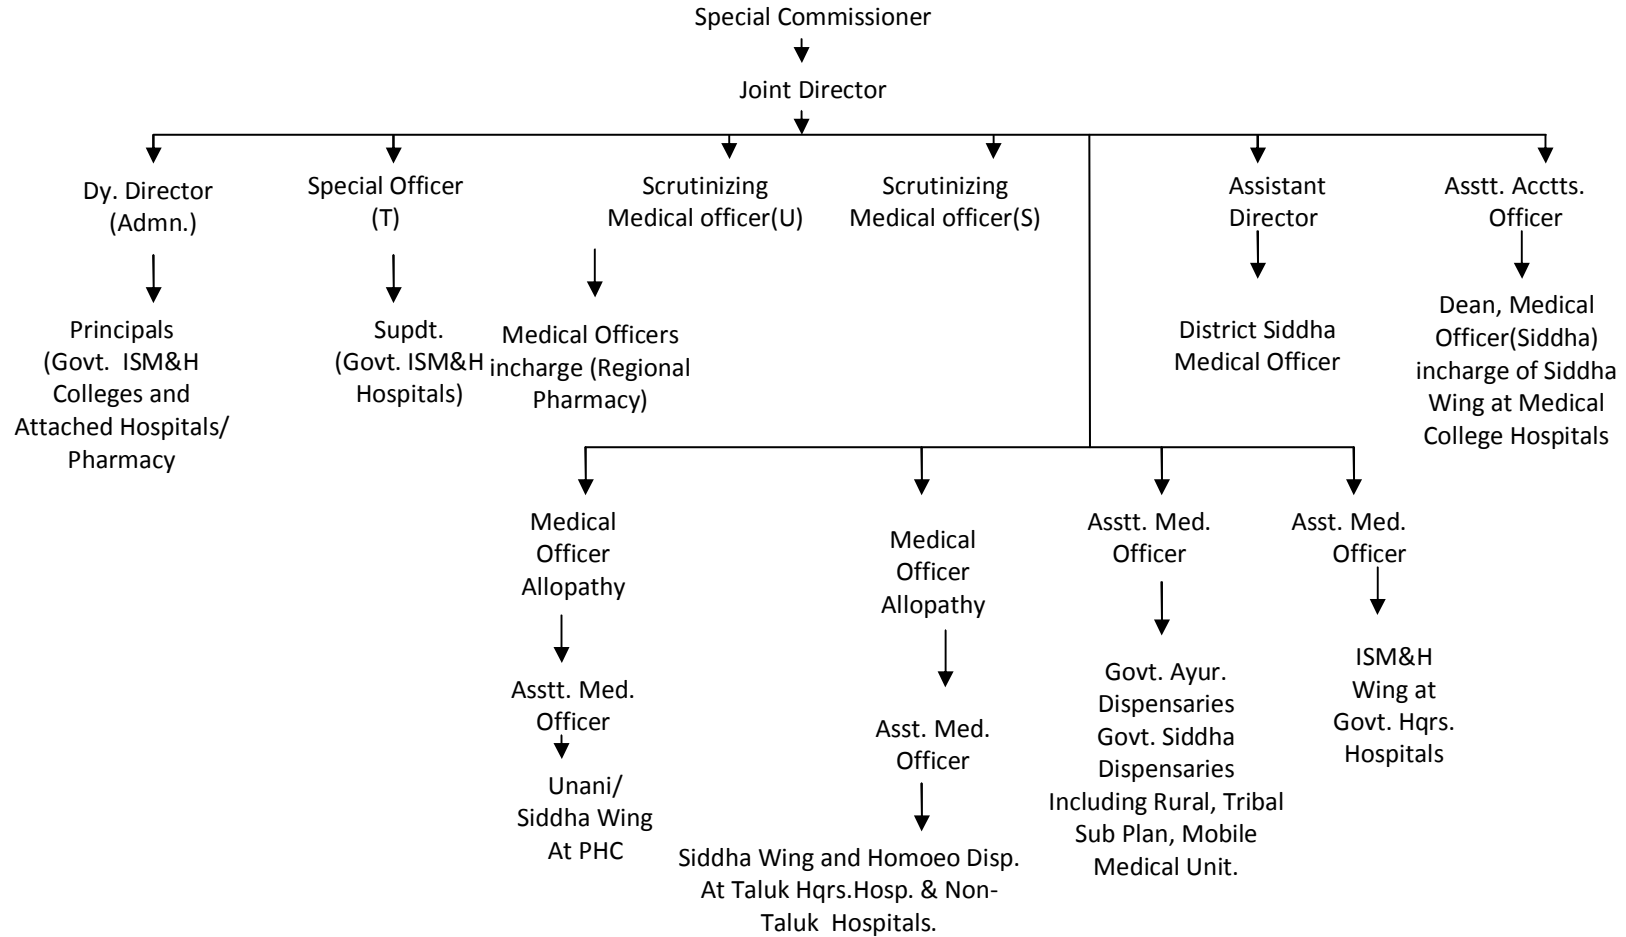 Special Commissioner
Joint Director
Dy. Director
(Admn.)
Special Officer
(T)
Scrutinizing
Medical officer(U)
Scrutinizing
Medical officer(S)
Assistant
Director
Asstt. Acctts.
Officer
Principals
(Govt. ISM&H
Colleges and
Attached Hospitals/
Pharmacy
Supdt.
(Govt. ISM&H
Hospitals)
Medical Officers
incharge (Regional
Pharmacy)
District Siddha
Medical Officer
Dean, Medical
Officer(Siddha)
incharge of Siddha
Wing at Medical
College Hospitals
Medical
Officer
Allopathy
Medical
Officer
Allopathy
Asstt. Med.
Officer
Asst. Med.
Officer
Asstt. Med.
Officer
Unani/
Siddha Wing
At PHC
Asst. Med.
Officer
Siddha Wing and Homoeo Disp.
At Taluk Hqrs.Hosp. & Non-
Taluk Hospitals.
Govt. Ayur.
Dispensaries
Govt. Siddha
Dispensaries
Including Rural, Tribal
Sub Plan, Mobile
Medical Unit.
ISM&H
Wing at
Govt. Hqrs.
Hospitals